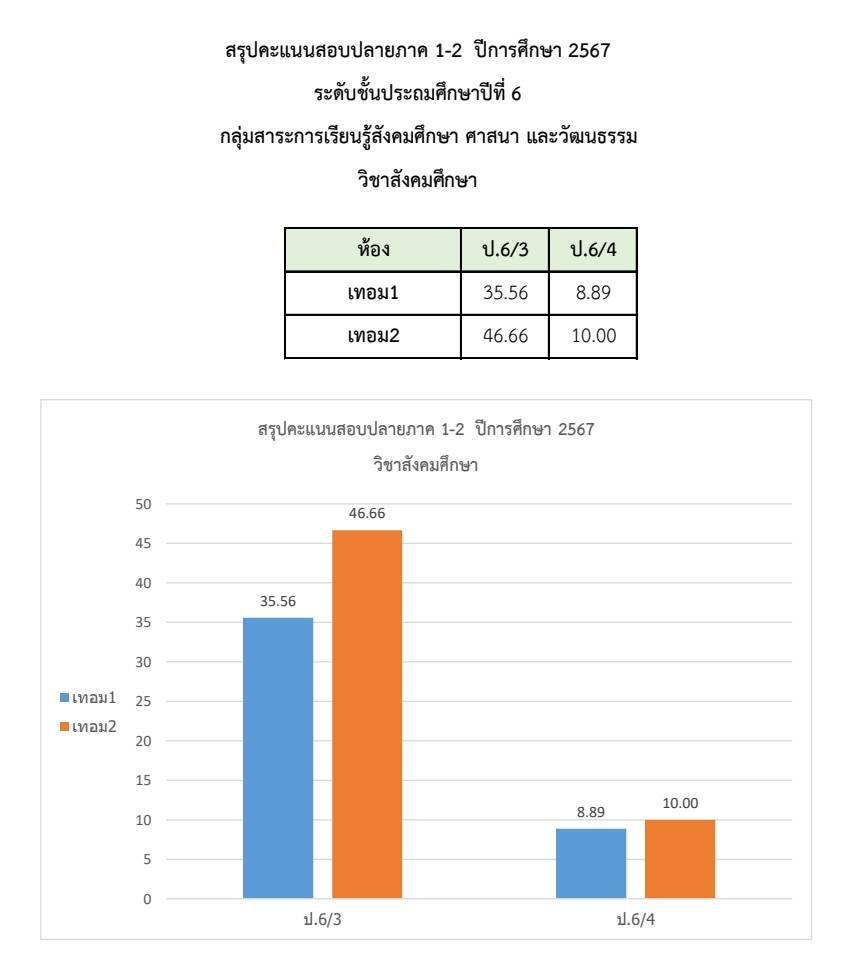 สรุปคะแนนสอบปลายภาค 1-2 ปีการศึกษา 2567
ระดับชั้นประถมศึกษาปีที่ 6
กลุ่มสาระการเรียนรู้สังคมศึกษา ศาสนา และวัฒนธรรม
วิชาสังคมศึกษา
ห้อง ป.6/3 ป.6/4
เทอม1 35.56 8.89
เทอม2 46.66 10.00
สรุปคะแนนสอบปลายภาค 1-2 ปีการศึกษา 2567
วิชาสังคมศึกษา
50
46.66
45
40
35.56
35
30
เทอม1 25
เทอม2
20
15
8.89 10.00
10
5
0
ป.6/3 ป.6/4